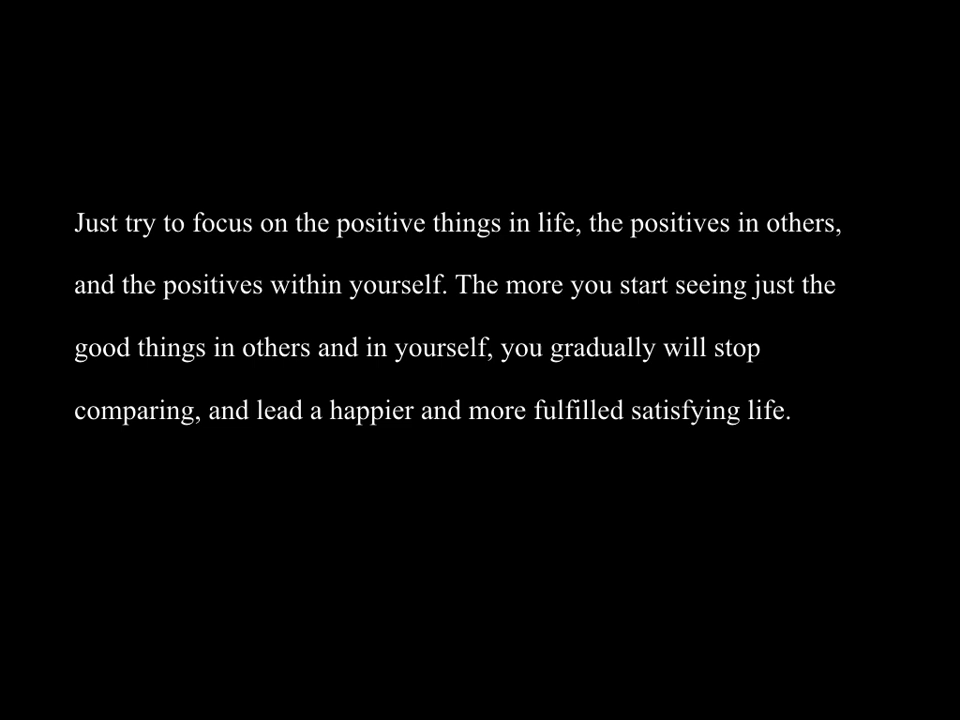 Just try to focus on the positive things in life, the positives in others,
and the positives within yourself. The more you start seeing just the
good things in others and in yourself, you gradually will stop
comparing, and lead a happier and more fulfilled satisfying life.